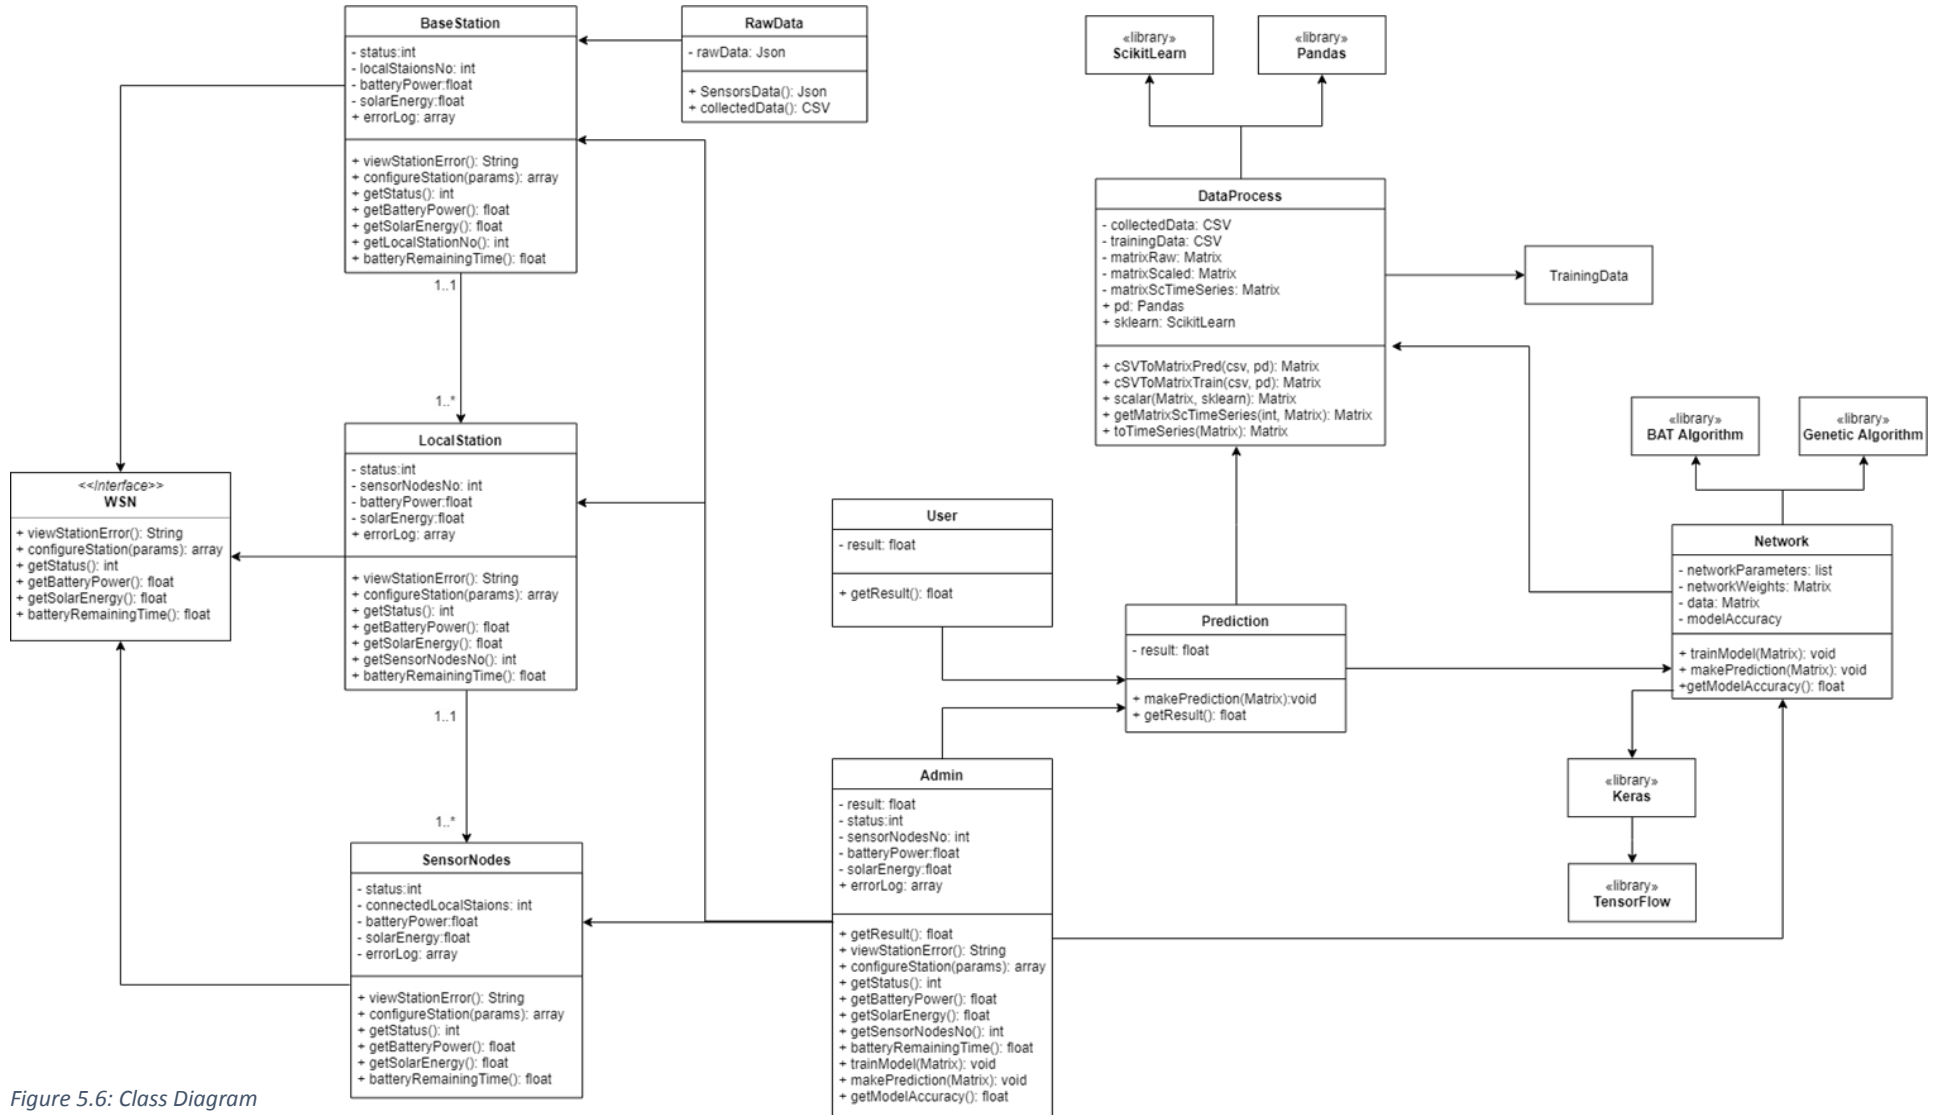 BaseStation
- status:int
- localStaionsNo: int
- batteryPower:float
- solarEnergy:float
+ errorLog: array
+ viewStationError(): String
+ configureStation(params): array
+ getStatus(): int
+ getBatteryPower(): float
+ getSolarEnergy(): float
+ getLocalStationNo(): int
+ batteryRemainingTime(): float
RawData
- rawData: Json
+ SensorsData(): Json
+ collectedData(): CSV
1..1
1..*
LocalStation
- status:int
- sensorNodesNo: int
- batteryPower:float
- solarEnergy:float
+ errorLog: array
+ viewStationError(): String
+ configureStation(params): array
+ getStatus(): int
+ getBatteryPower(): float
+ getSolarEnergy(): float
+ getSensorNodesNo(): int
+ batteryRemainingTime(): float
<<Interface>>
WSN
+ viewStationError(): String
+ configureStation(params): array
+ getStatus(): int
+ getBatteryPower(): float
+ getSolarEnergy(): float
+ batteryRemainingTime(): float
1..1
1..*
SensorNodes
- status:int
- connectedLocalStaions: int
- batteryPower:float
- solarEnergy:float
- errorLog: array
+ viewStationError(): String
+ configureStation(params): array
+ getStatus(): int
+ getBatteryPower(): float
+ getSolarEnergy(): float
+ batteryRemainingTime(): float
«library»
ScikitLearn
«library»
Pandas
DataProcess
- collectedData: CSV
- trainingData: CSV
- matrixRaw: Matrix
- matrixScaled: Matrix
- matrixScTimeSeries: Matrix
+ pd: Pandas
+ sklearn: ScikitLearn
+ cSVToMatrixPred(csv, pd): Matrix
+ cSVToMatrixTrain(csv, pd): Matrix
+ scalar(Matrix, sklearn): Matrix
+ getMatrixScTimeSeries(int, Matrix): Matrix
+ toTimeSeries(Matrix): Matrix
TrainingData
«library»
BAT Algorithm
«library»
Genetic Algorithm
User
- result: float
+ getResult(): float
Prediction
- result: float
+ makePrediction(Matrix):void
+ getResult(): float
Network
- networkParameters: list
- networkWeights: Matrix
- data: Matrix
- modelAccuracy
+ trainModel(Matrix): void
+ makePrediction(Matrix): void
+getModelAccuracy(): float
«library»
Keras
«library»
TensorFlow
Admin
- result: float
- status:int
- sensorNodesNo: int
- batteryPower:float
- solarEnergy:float
+ errorLog: array
+ getResult(): float
+ viewStationError(): String
+ configureStation(params): array
+ getStatus(): int
+ getBatteryPower(): float
+ getSolarEnergy(): float
+ getSensorNodesNo(): int
+ batteryRemainingTime(): float
+ trainModel(Matrix): void
+ makePrediction(Matrix): void
+ getModelAccuracy(): float
Figure 5.6: Class Diagram